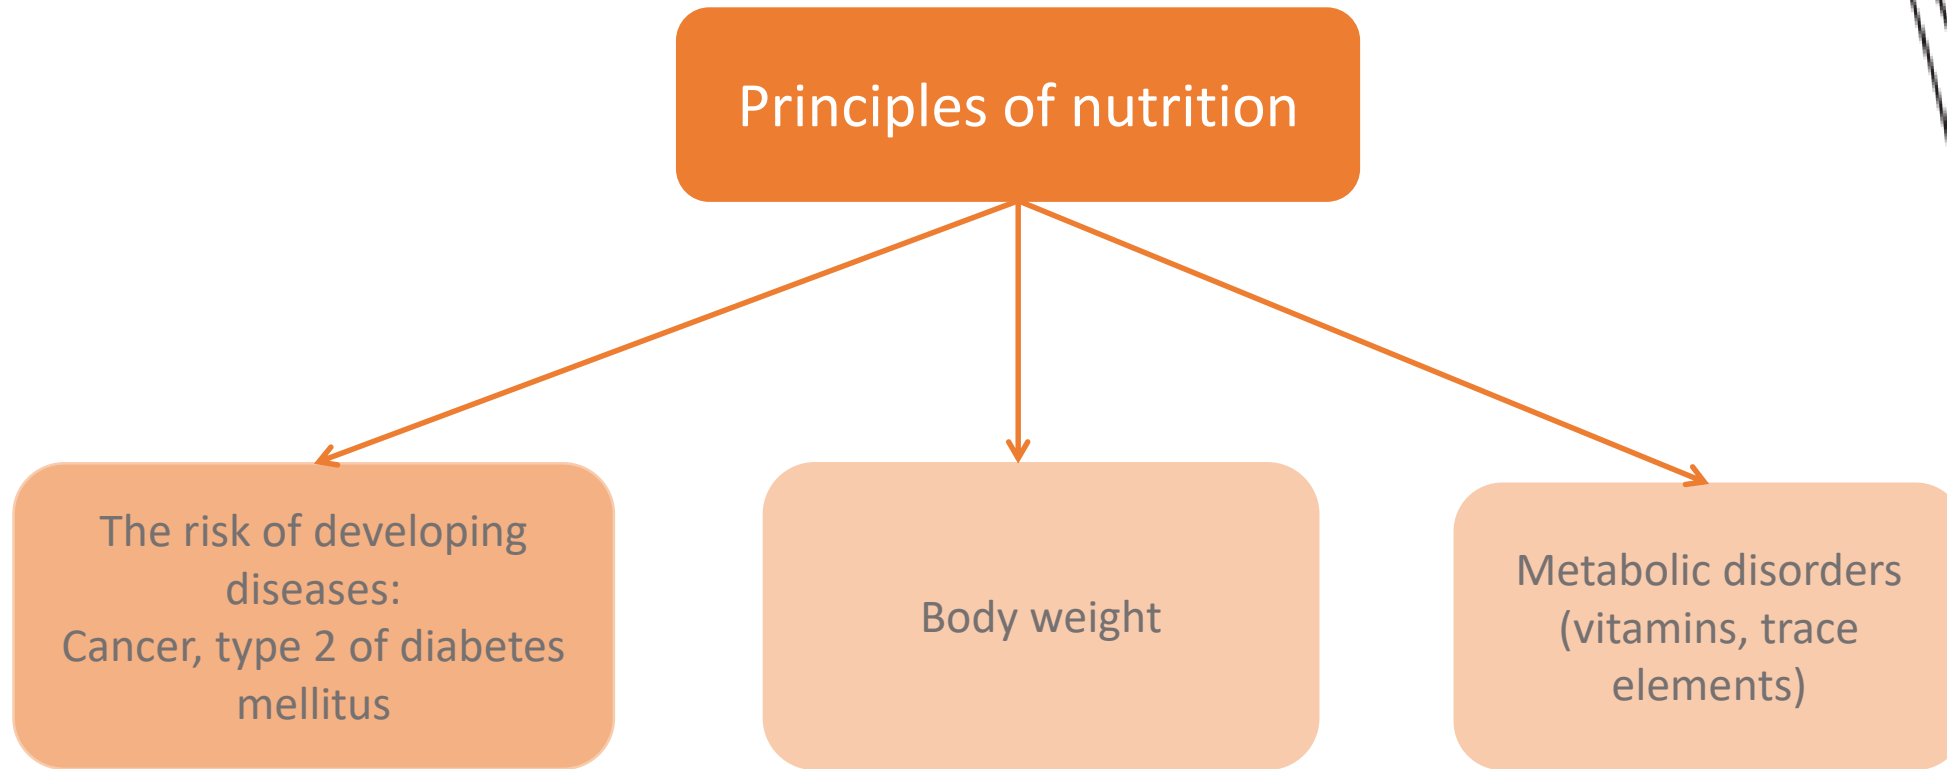 Principles of nutrition
The risk of developing
diseases:
Cancer, type 2 of diabetes
mellitus
Body weight
Metabolic disorders
(vitamins, trace
elements)